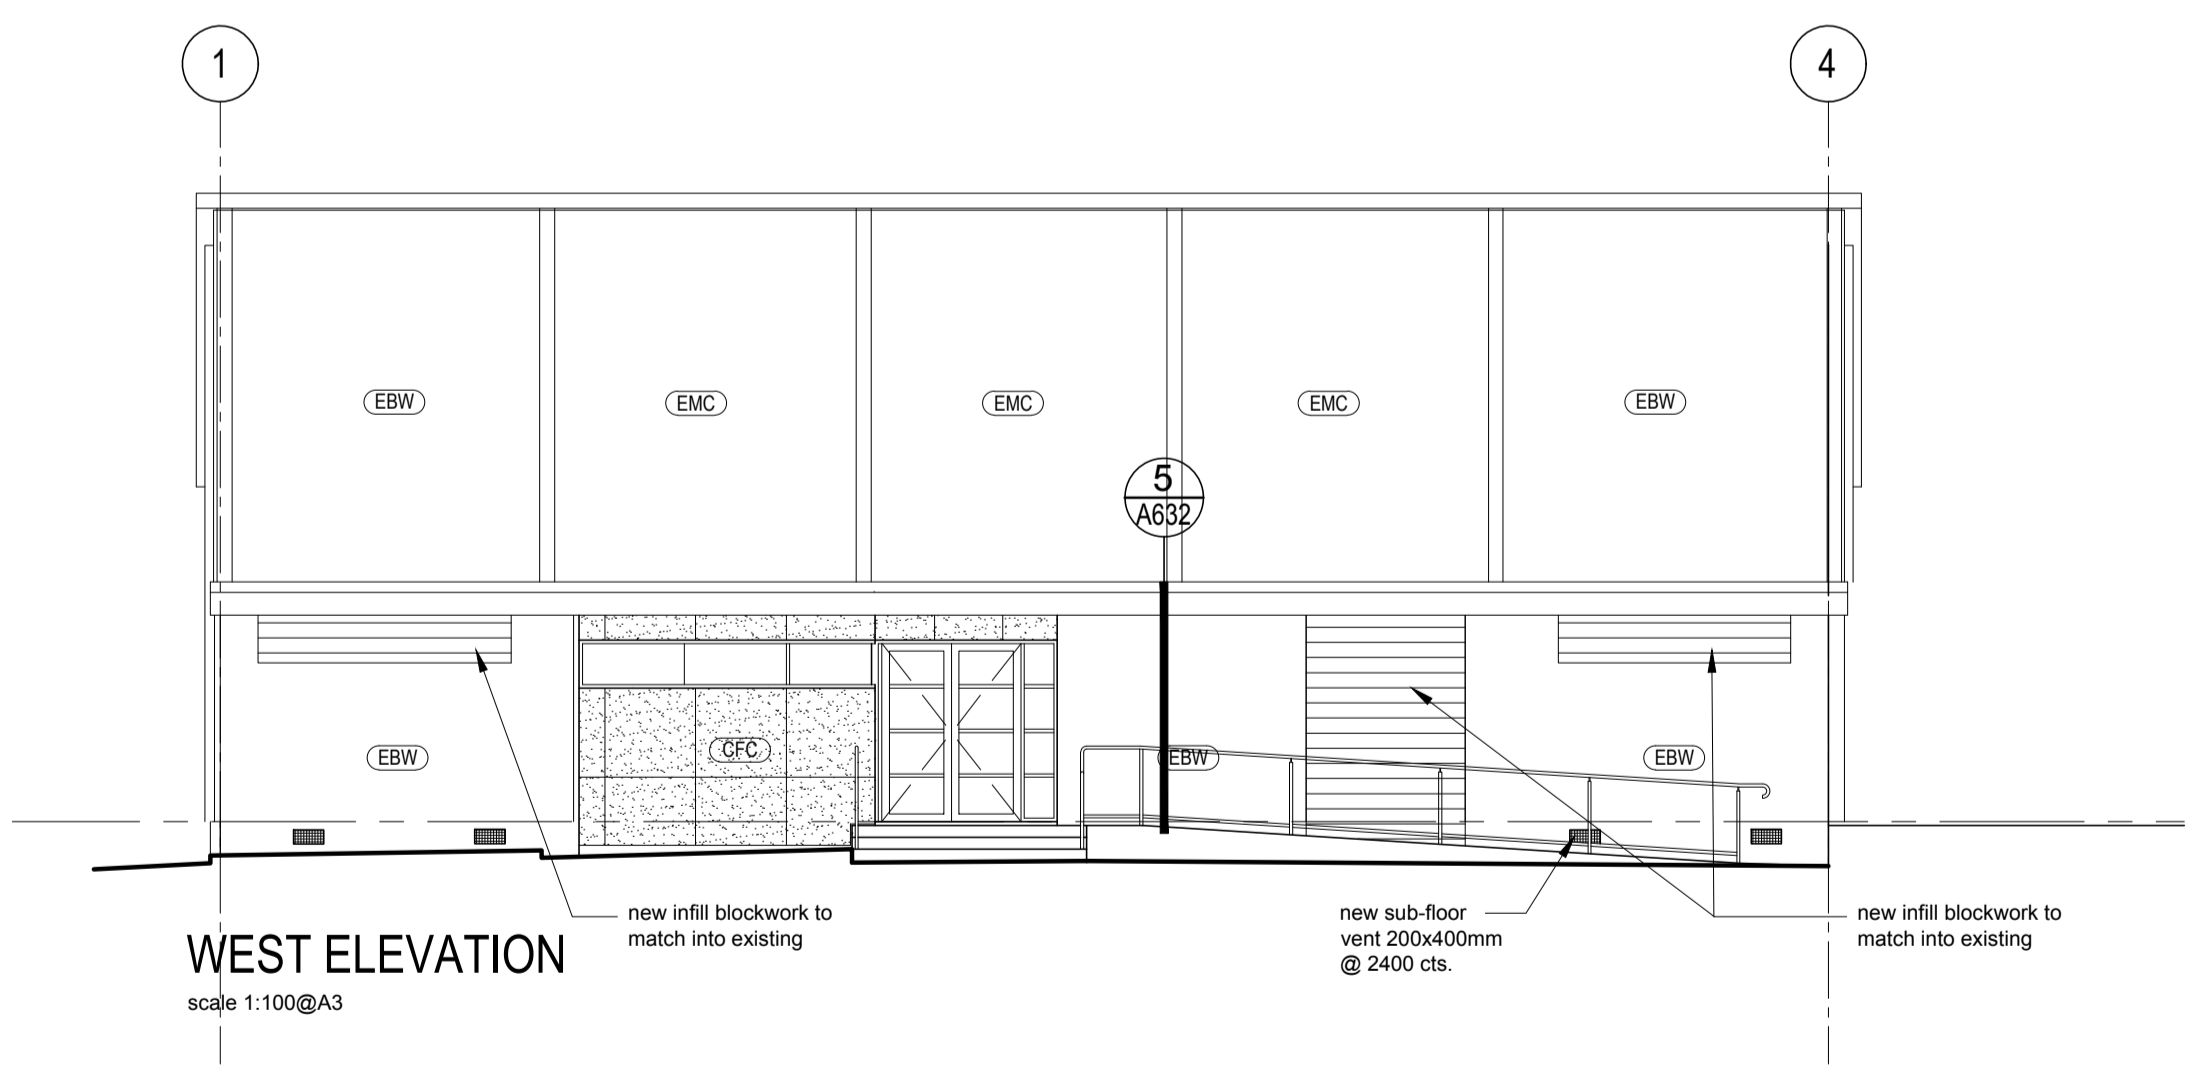 1
4
EBW
EMC
EMC
EMC
EBW
5
A632
EBW
CFC
EBW
EBW
new infill blockwork to
match into existing
new sub-floor
vent 200x400mm
@ 2400 cts.
new infill blockwork to
match into existing
WEST ELEVATION
scale 1:100@A3